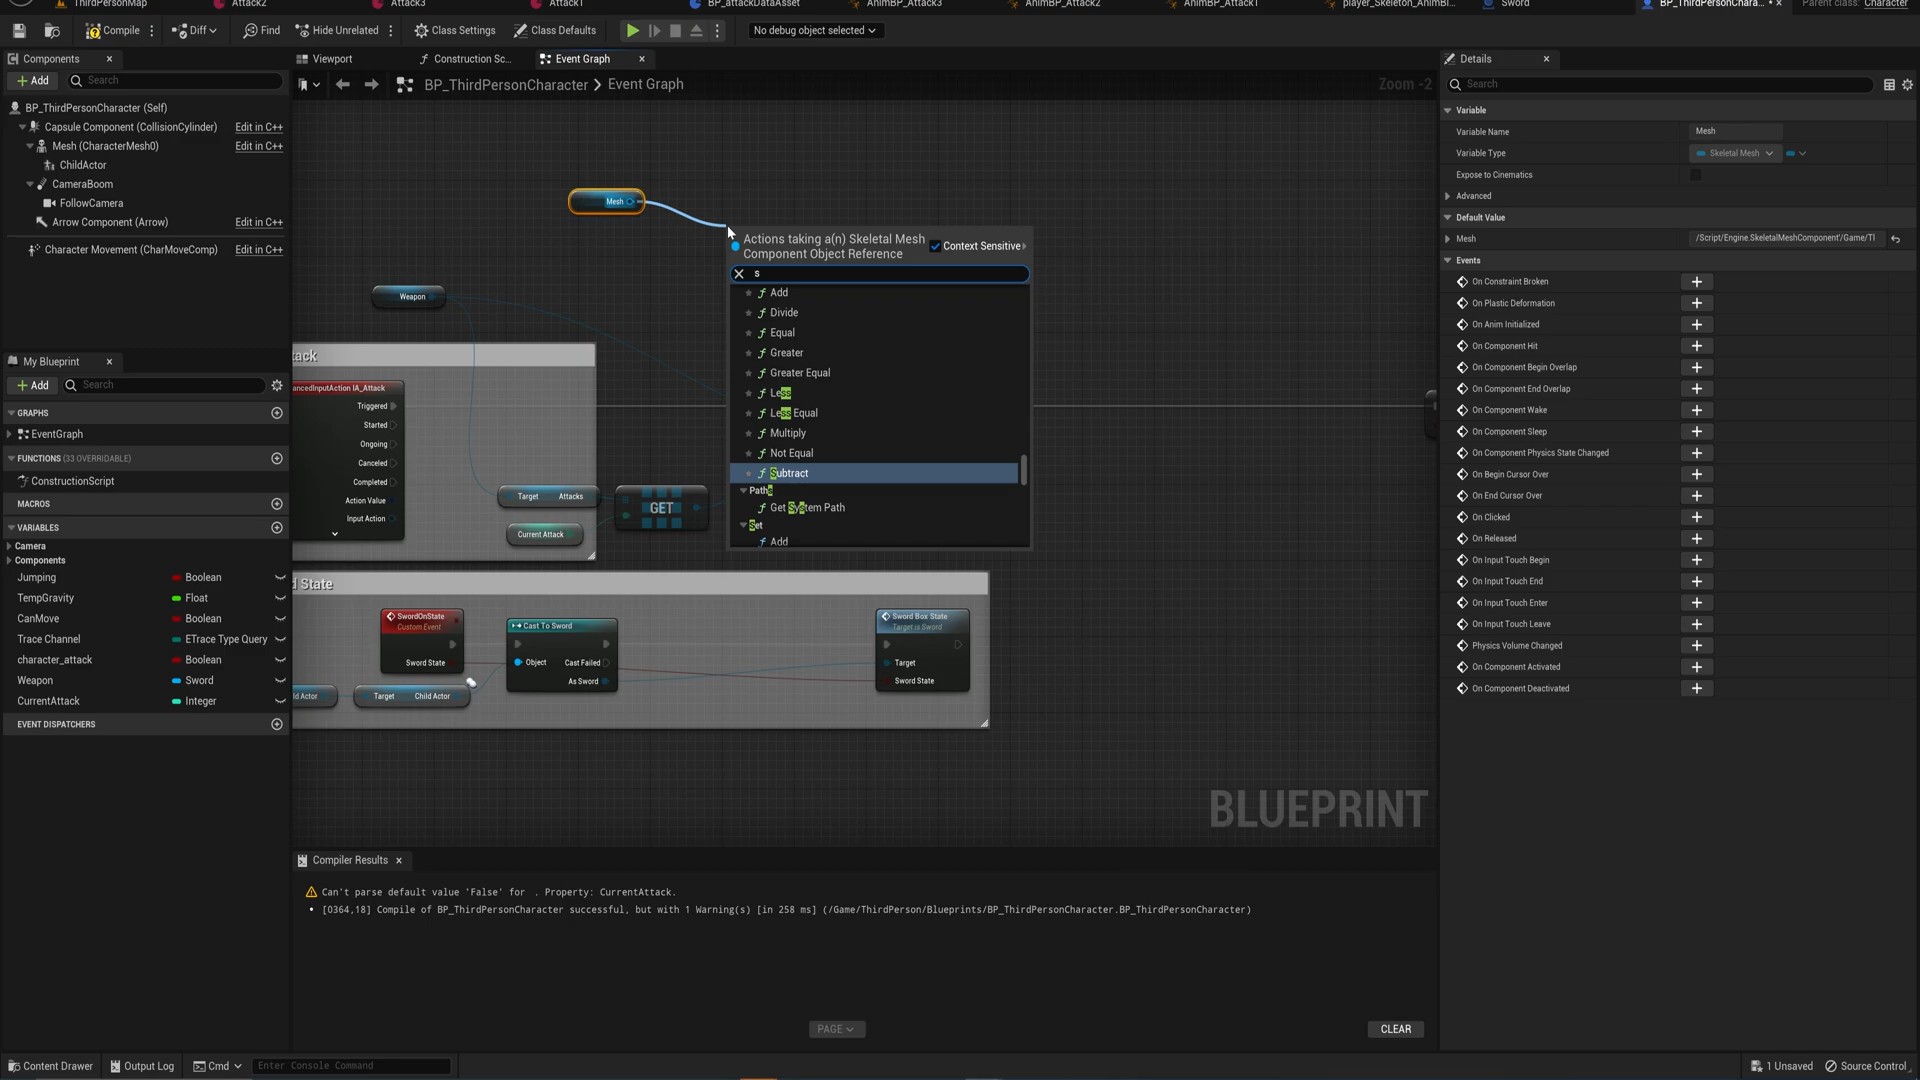 ThirdPersonMap
Attack2
Attack3
Attack1
BP_attackDataAsset
AnimBP_Attack3
AnimBP_Attack2
AnimBP_Attack1
player_Skeleton_AnimBl...
Sword
BP_ThirdPersonChara... *
Parent class: Character
Compile
Diff
Find
Hide Unrelated
Class Settings
Class Defaults
No debug object selected
Components
Add
Search
BP_ThirdPersonCharacter (Self)
Capsule Component (CollisionCylinder) Edit in C++
Mesh (CharacterMesh0) Edit in C++
ChildActor
CameraBoom
FollowCamera
Arrow Component (Arrow) Edit in C++
Character Movement (CharMoveComp) Edit in C++
My Blueprint
Add
Search
GRAPHS
EventGraph
FUNCTIONS (33 OVERRIDABLE)
ConstructionScript
MACROS
VARIABLES
Camera
Components
Jumping Boolean
TempGravity Float
CanMove Boolean
Trace Channel ETrace Type Query
character_attack Boolean
Weapon Sword
CurrentAttack Integer
EVENT DISPATCHERS
Viewport
Construction Sc...
Event Graph
BP_ThirdPersonCharacter > Event Graph
Zoom -2
Mesh
Weapon
tack
ancedInputAction IA_Attack
Triggered
Started
Ongoing
Canceled
Completed
Action Value
Input Action
Target Attacks
Current Attack
GET
Actions taking a(n) Skeletal Mesh
Component Object Reference
Context Sensitive
s
Add
Divide
Equal
Greater
Greater Equal
Less
Less Equal
Multiply
Not Equal
Subtract
Paths
Get System Path
Set
Add
d State
SwordOnState
Custom Event
Sword State
ld Actor
Target Child Actor
Cast To Sword
Object
Cast Failed
As Sword
Sword Box State
Target is Sword
Target
Sword State
BLUEPRINT
Compiler Results
Can't parse default value 'False' for . Property: CurrentAttack.
[0364,18] Compile of BP_ThirdPersonCharacter successful, but with 1 Warning(s) [in 258 ms] (/Game/ThirdPerson/Blueprints/BP_ThirdPersonCharacter.BP_ThirdPersonCharacter)
PAGE
CLEAR
Details
Search
Variable
Variable Name Mesh
Variable Type Skeletal Mesh
Expose to Cinematics
Advanced
Default Value
Mesh /Script/Engine.SkeletalMeshComponent'/Game/Tl
Events
On Constraint Broken
On Plastic Deformation
On Anim Initialized
On Component Hit
On Component Begin Overlap
On Component End Overlap
On Component Wake
On Component Sleep
On Component Physics State Changed
On Begin Cursor Over
On End Cursor Over
On Clicked
On Released
On Input Touch Begin
On Input Touch End
On Input Touch Enter
On Input Touch Leave
Physics Volume Changed
On Component Activated
On Component Deactivated
Content Drawer
Output Log
Cmd
Enter Console Command
1 Unsaved
Source Control